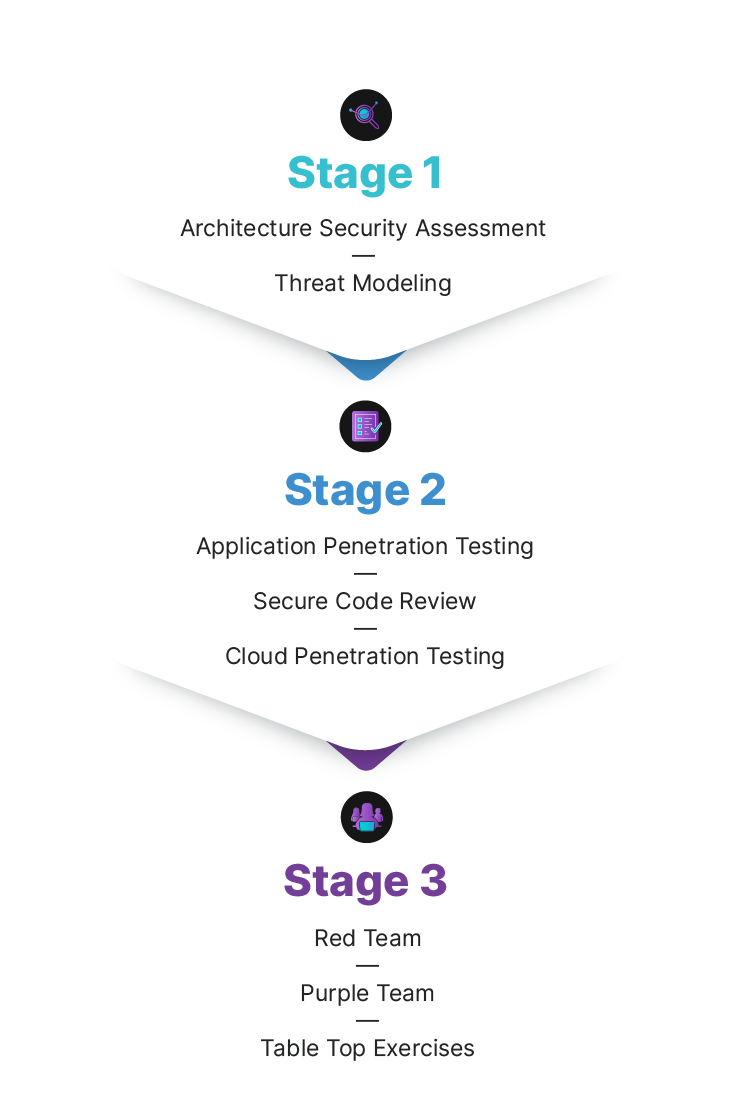 Stage 1
Architecture Security Assessment
—
Threat Modeling
Stage 2
Application Penetration Testing
—
Secure Code Review
—
Cloud Penetration Testing
Stage 3
Red Team
—
Purple Team
—
Table Top Exercises